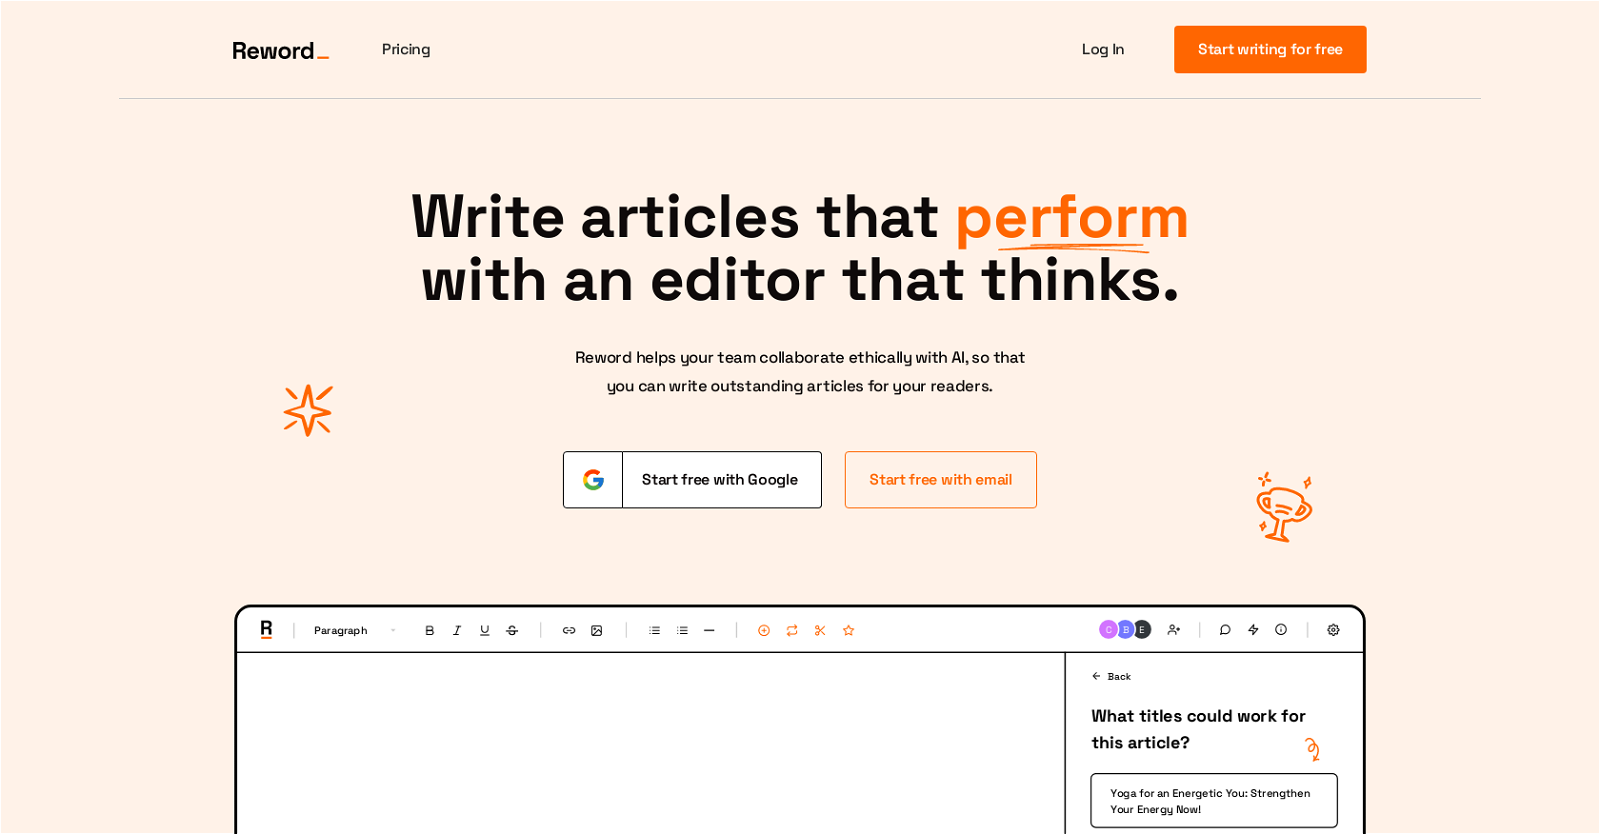 Reword_
Pricing
Log In
Start writing for free
Write articles that perform
with an editor that thinks.
Reword helps your team collaborate ethically with AI, so that
you can write outstanding articles for your readers.
Start free with Google
Start free with email
R
Paragraph
B
I
U
S
C
B
E
Back
What titles could work for
this article?
Yoga for an Energetic You: Strengthen
Your Energy Now!